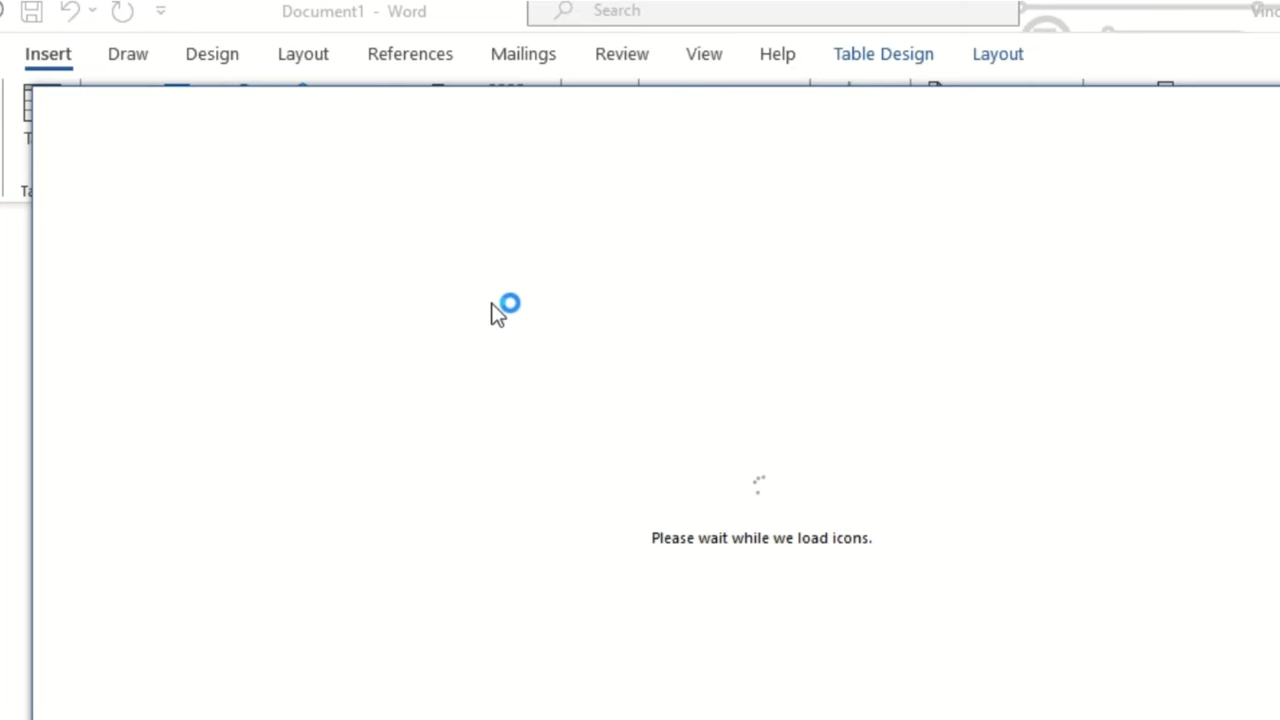 Document1 - Word
Search
Insert Draw Design Layout References Mailings Review View Help Table Design Layout
Please wait while we load icons.